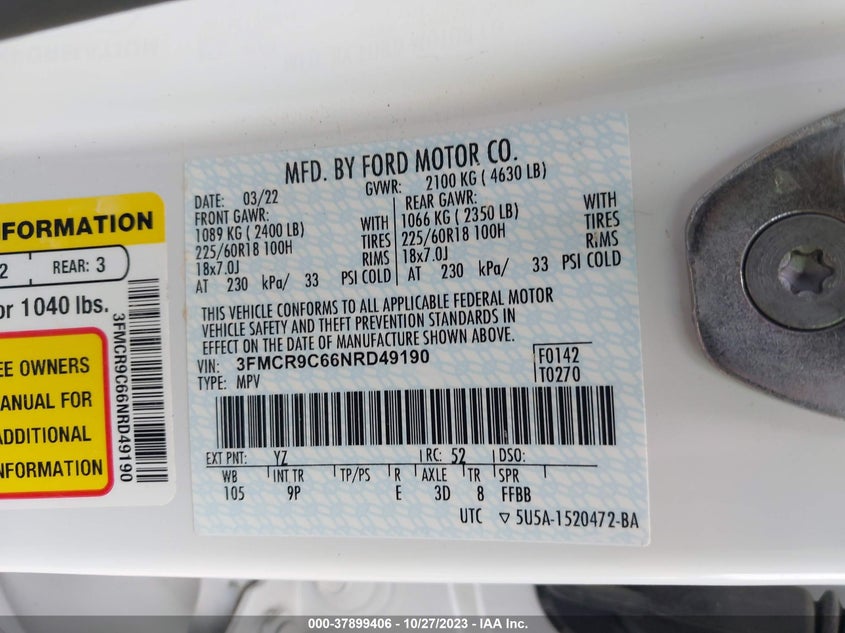 MFD. BY FORD MOTOR CO.
DATE: 03/22 GVWR: 2100 KG ( 4630 LB)
FRONT GAWR: REAR GAWR:
1089 KG ( 2400 LB) WITH 1066 KG ( 2350 LB) WITH
225/60R18 100H TIRES 225/60R18 100H TIRES
18x7.0J RIMS 18x7.0J RIMS
AT 230 kPa/ 33 PSI COLD AT 230 kPa/ 33 PSI COLD
THIS VEHICLE CONFORMS TO ALL APPLICABLE FEDERAL MOTOR
VEHICLE SAFETY AND THEFT PREVENTION STANDARDS IN
EFFECT ON THE DATE OF MANUFACTURE SHOWN ABOVE.
VIN: 3FMCR9C66NRD49190 F0142
TYPE: MPV T0270
EXT PNT: YZ RC: 52 DSO:
WB INT TR TP/PS R AXLE TR SPR
105 9P E 3D 8 FFBB
UTC ▽ 5U5A-1520472-BA
FORMATION
2 REAR: 3
or 1040 lbs.
EE OWNERS
MANUAL FOR
ADDITIONAL
INFORMATION
3FMCR9C66NRD49190
000-37899406 - 10/27/2023 - IAA Inc.